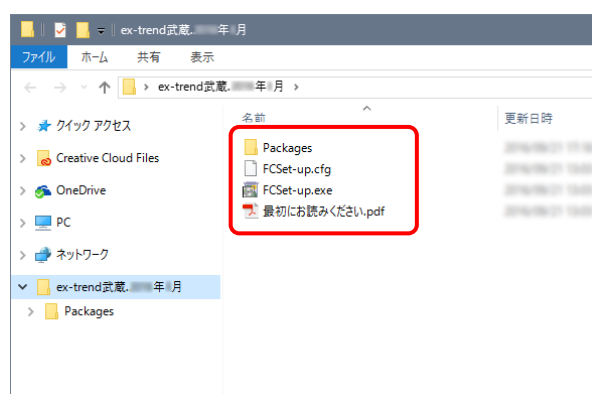 ex-trend武蔵. 年 月
ファイル ホーム 共有 表示
ex-trend武蔵. 年 月
名前 更新日時
クイック アクセス
Creative Cloud Files
OneDrive
PC
ネットワーク
ex-trend武蔵. 年 月
Packages
Packages
FCSet-up.cfg
FCSet-up.exe
最初にお読みください.pdf